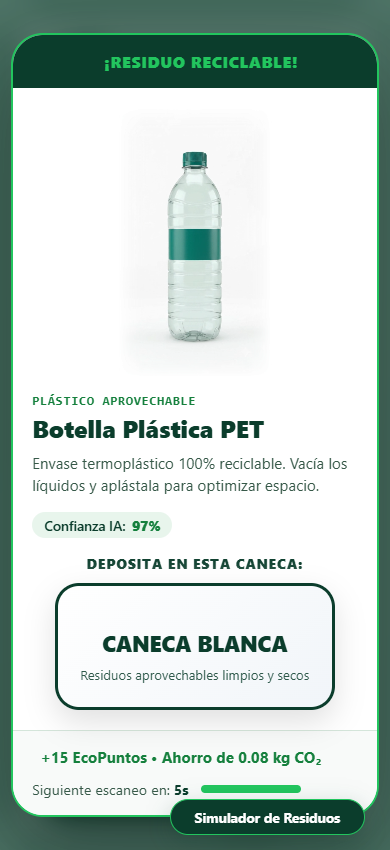 ¡RESIDUO RECICLABLE!
PLÁSTICO APROVECHABLE
Botella Plástica PET
Envase termoplástico 100% reciclable. Vacía los
líquidos y aplástala para optimizar espacio.
Confianza IA: 97%
DEPOSITA EN ESTA CANECA:
CANECA BLANCA
Residuos aprovechables limpios y secos
+15 EcoPuntos • Ahorro de 0.08 kg CO₂
Siguiente escaneo en: 5s
Simulador de Residuos